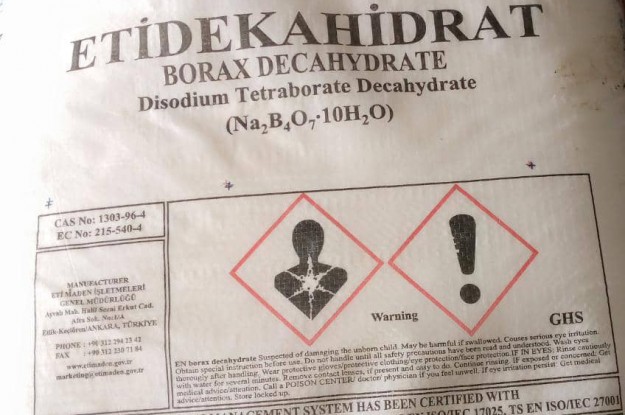 ETİDEKAHİDRAT
BORAX DECAHYDRATE
Disodium Tetraborate Decahydrate
(Na₂B₄O₇·10H₂O)
CAS No: 1303-96-4
EC No: 215-540-4
MANUFACTURER
ETİ MADEN İŞLETMELERİ
GENEL MÜDÜRLÜĞÜ
Ayvalı Mah. Halil Sezai Erkut Cad.
Afra Sok. No:1/A
Etlik-Keçiören/ANKARA, TÜRKİYE
PHONE : +90 312 294 23 42
FAX : +90 312 230 71 84
www.etimaden.gov.tr
marketing@etimaden.gov.tr
Warning
GHS
EN borax decahydrate Suspected of damaging the unborn child. May be harmful if swallowed. Causes serious eye irritation.
Obtain special instruction before use. Do not handle until all safety precautions have been read and understood. Wash eyes
thorougly after handling. Wear protective gloves/protective clothing/eye protection/face protection.IF IN EYES: Rinse cautiously
with water for several minutes. Remove contact lenses, if present and easy to do. Continue rinsing. IF exposed or concerned: Get
medical advice/attention. Call a POISON CENTER/ doctor/ physician if you feel unwell. If eye irritation persist: Get medical
advice/attention. Store locked up.
MANAGEMENT SYSTEM HAS BEEN CERTIFIED WITH
ISO/IEC 17025, TS EN ISO/IEC 27001